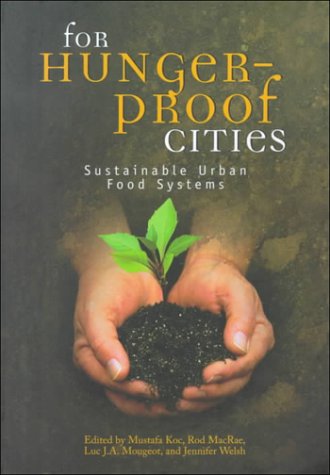 for
HUNGER-
PROOF
CITIES
Sustainable Urban
Food Systems
Edited by Mustafa Koc, Rod MacRae,
Luc J.A. Mougeot, and Jennifer Welsh